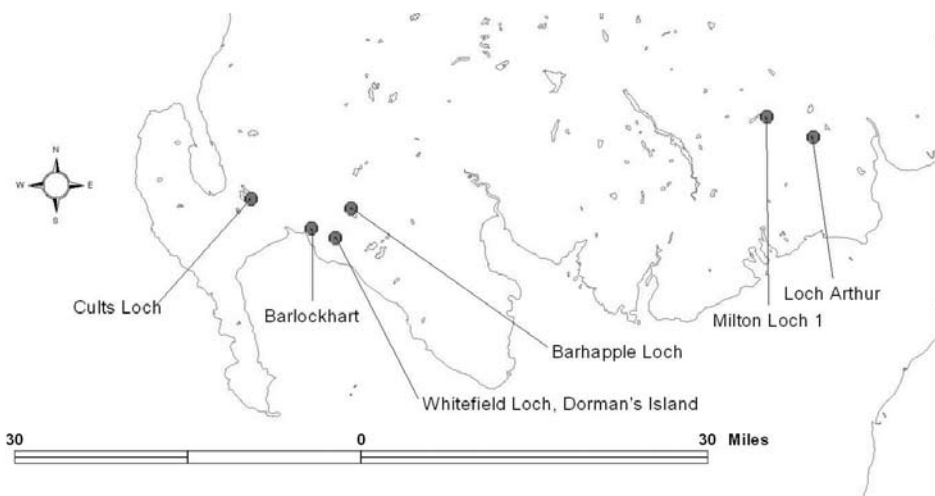 N
W E
S
Cults Loch
Barlockhart
Loch Arthur
Milton Loch 1
Barhapple Loch
Whitefield Loch, Dorman's Island
30 0 30 Miles